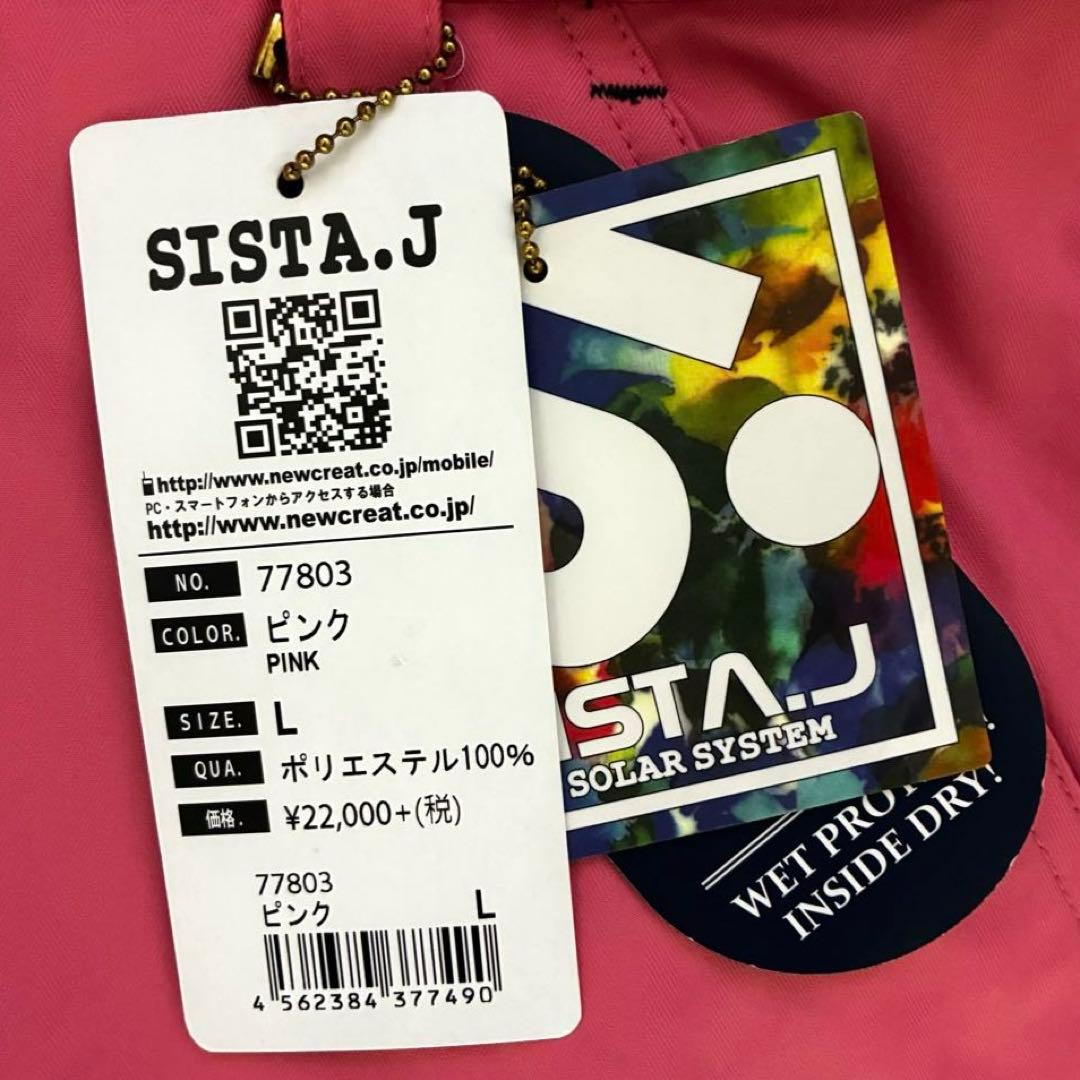 SISTA.J
http://www.newcreat.co.jp/mobile/
PC・スマートフォンからアクセスする場合
http://www.newcreat.co.jp/
NO. 77803
COLOR. ピンク
PINK
SIZE. L
QUA. ポリエステル100%
価格. ¥22,000+(税)
77803
ピンク L
4 562384 377490
ISTA.J
SOLAR SYSTEM
WET
INSIDE DRY!